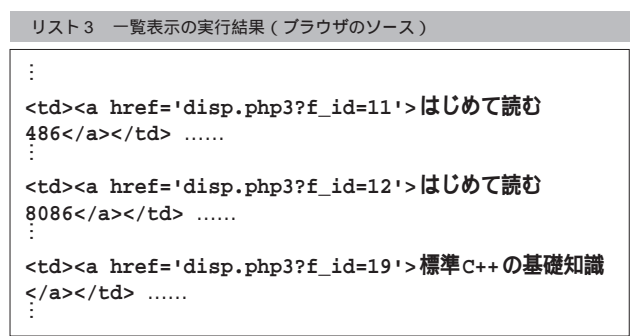 リスト3　一覧表示の実行結果(ブラウザのソース)
⋮
<td><a href='disp.php3?f_id=11'>はじめて読む
486</a></td> ……
⋮
<td><a href='disp.php3?f_id=12'>はじめて読む
8086</a></td> ……
⋮
<td><a href='disp.php3?f_id=19'>標準C++の基礎知識
</a></td> ……
⋮